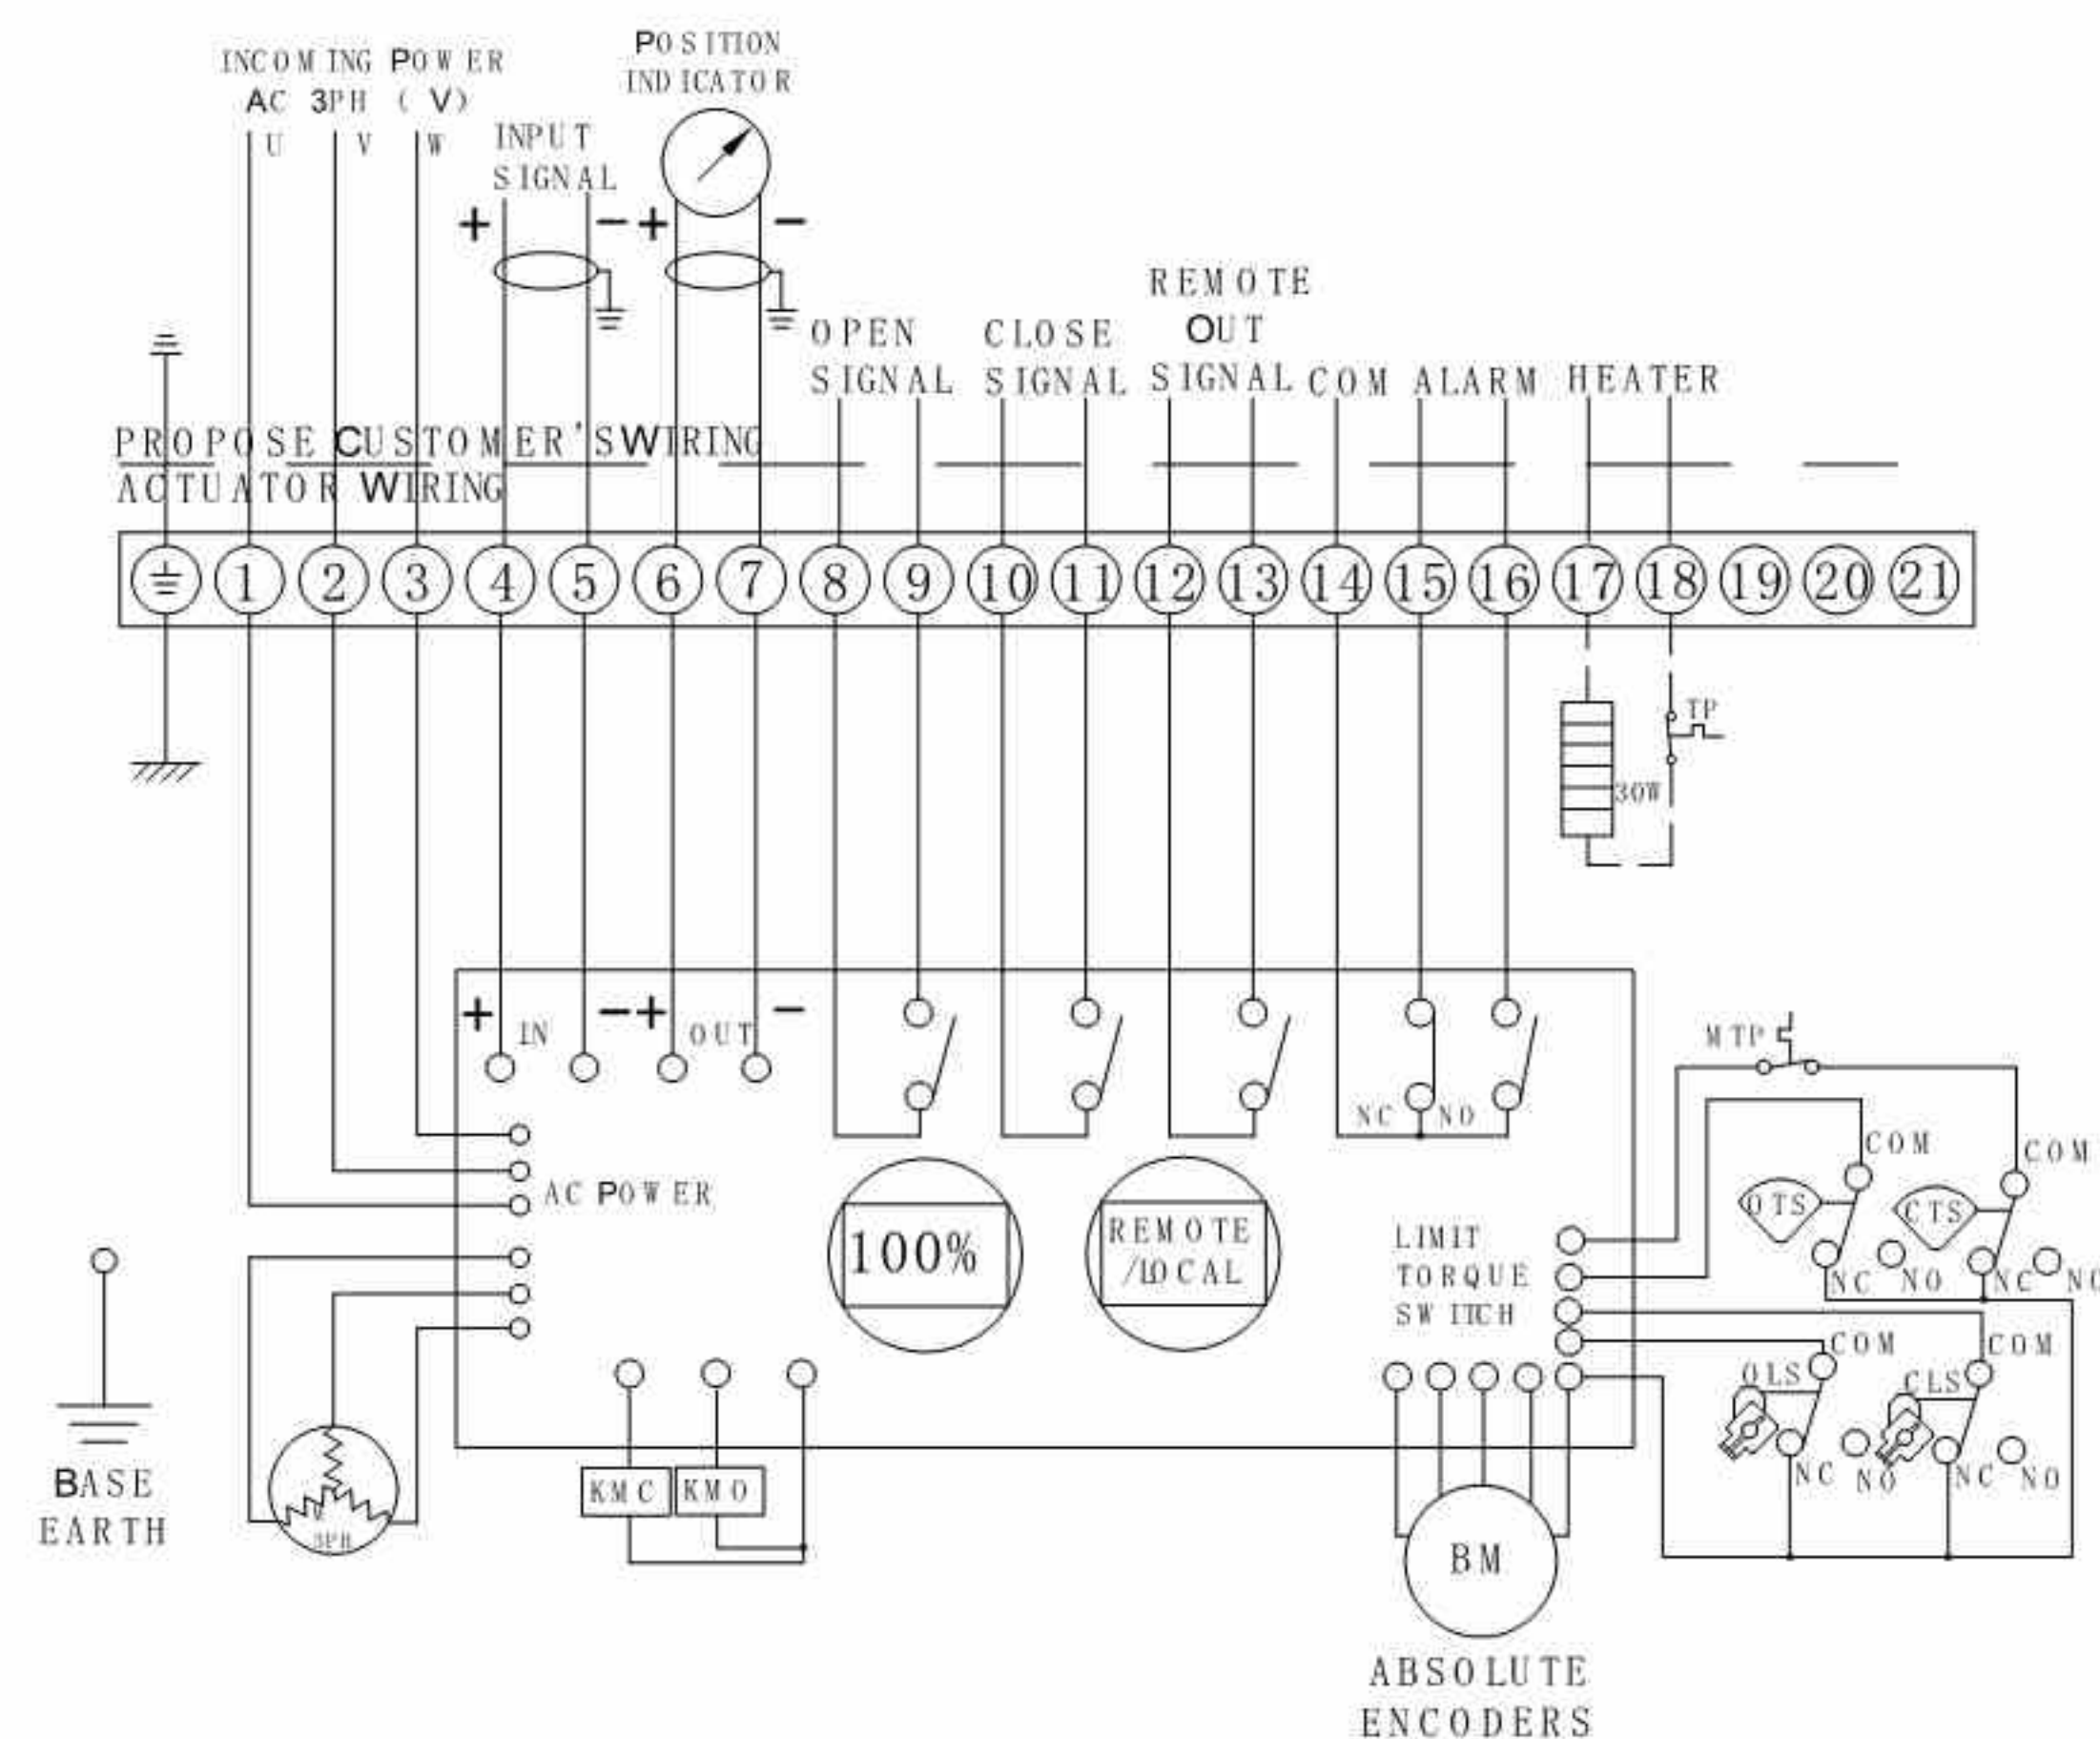 INCOMING POWER
AC 3PH ( V)
U V W
INPUT
SIGNAL
+ -
POSITION
INDICATOR
+ -
OPEN
SIGNAL
CLOSE
SIGNAL
REMOTE
OUT
SIGNAL
COM ALARM HEATER
PROPOSE CUSTOMER'S WIRING
ACTUATOR WIRING
1 2 3 4 5 6 7 8 9 10 11 12 13 14 15 16 17 18 19 20 21
TP
30W
+ IN - + OUT -
NC NO
MTP
AC POWER
100%
REMOTE
/LOCAL
LIMIT
TORQUE
SWITCH
COM COM
OTS CTS
NC NO NC NO
COM COM
OLS CLS
NC NO NC NO
BASE
EARTH
3PH
KMC KMO
BM
ABSOLUTE
ENCODERS